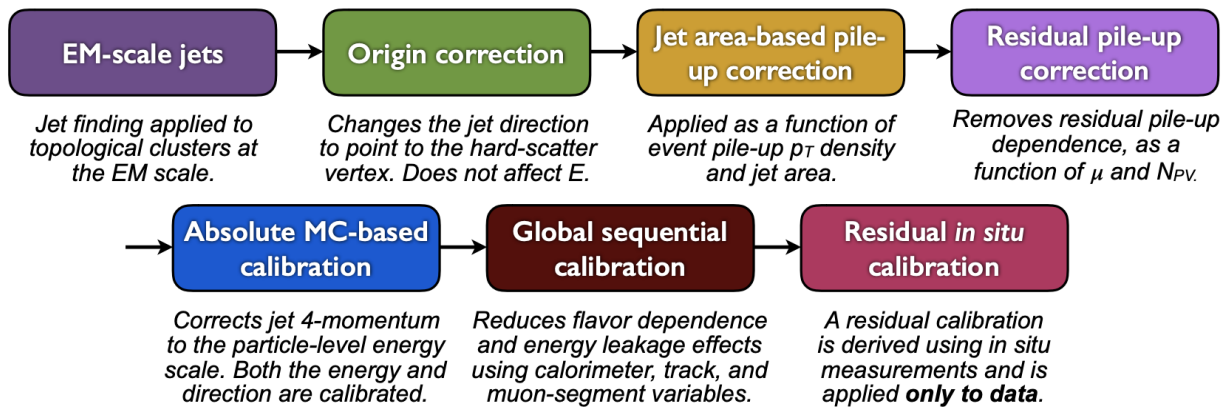 EM-scale jets
Jet finding applied to
topological clusters at
the EM scale.
Origin correction
Changes the jet direction
to point to the hard-scatter
vertex. Does not affect E.
Jet area-based pile-
up correction
Applied as a function of
event pile-up pT density
and jet area.
Residual pile-up
correction
Removes residual pile-up
dependence, as a
function of µ and NPV.
Absolute MC-based
calibration
Corrects jet 4-momentum
to the particle-level energy
scale. Both the energy and
direction are calibrated.
Global sequential
calibration
Reduces flavor dependence
and energy leakage effects
using calorimeter, track, and
muon-segment variables.
Residual in situ
calibration
A residual calibration
is derived using in situ
measurements and is
applied only to data.